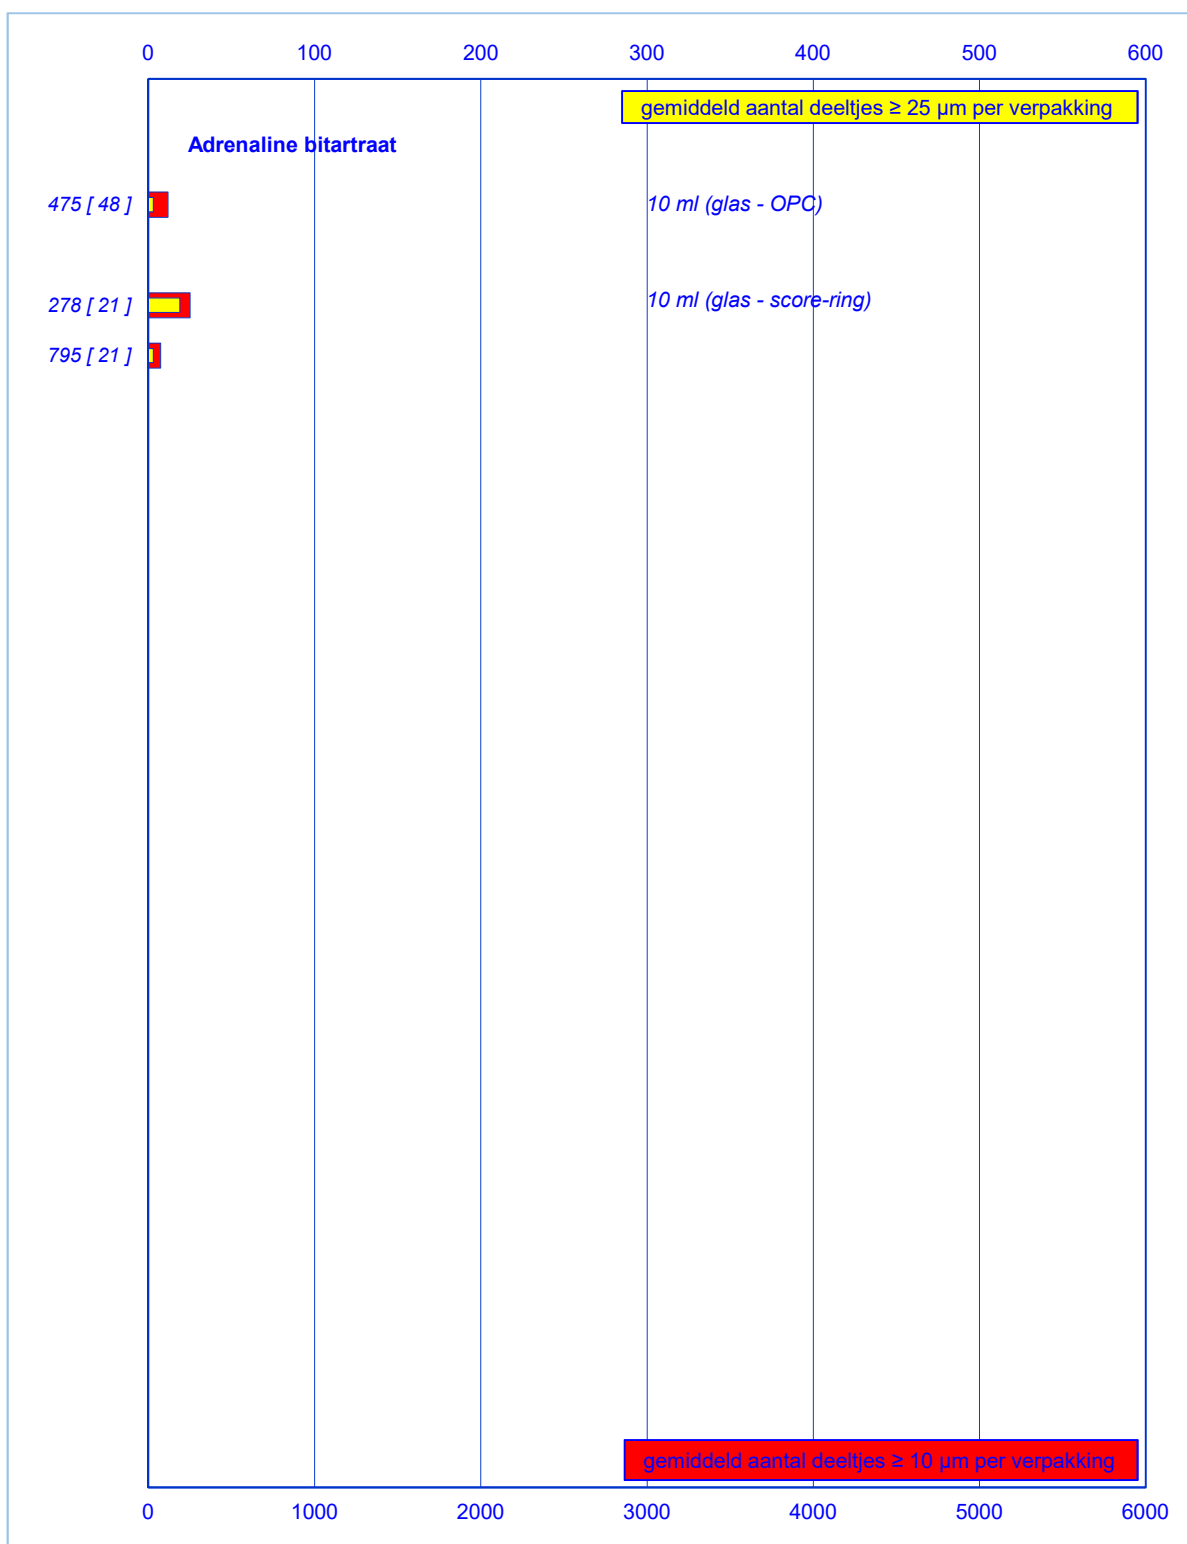 0 100 200 300 400 500 600
gemiddeld aantal deeltjes ≥ 25 µm per verpakking
Adrenaline bitartraat
475 [ 48 ] 10 ml (glas - OPC)
278 [ 21 ] 10 ml (glas - score-ring)
795 [ 21 ]
gemiddeld aantal deeltjes ≥ 10 µm per verpakking
0 1000 2000 3000 4000 5000 6000